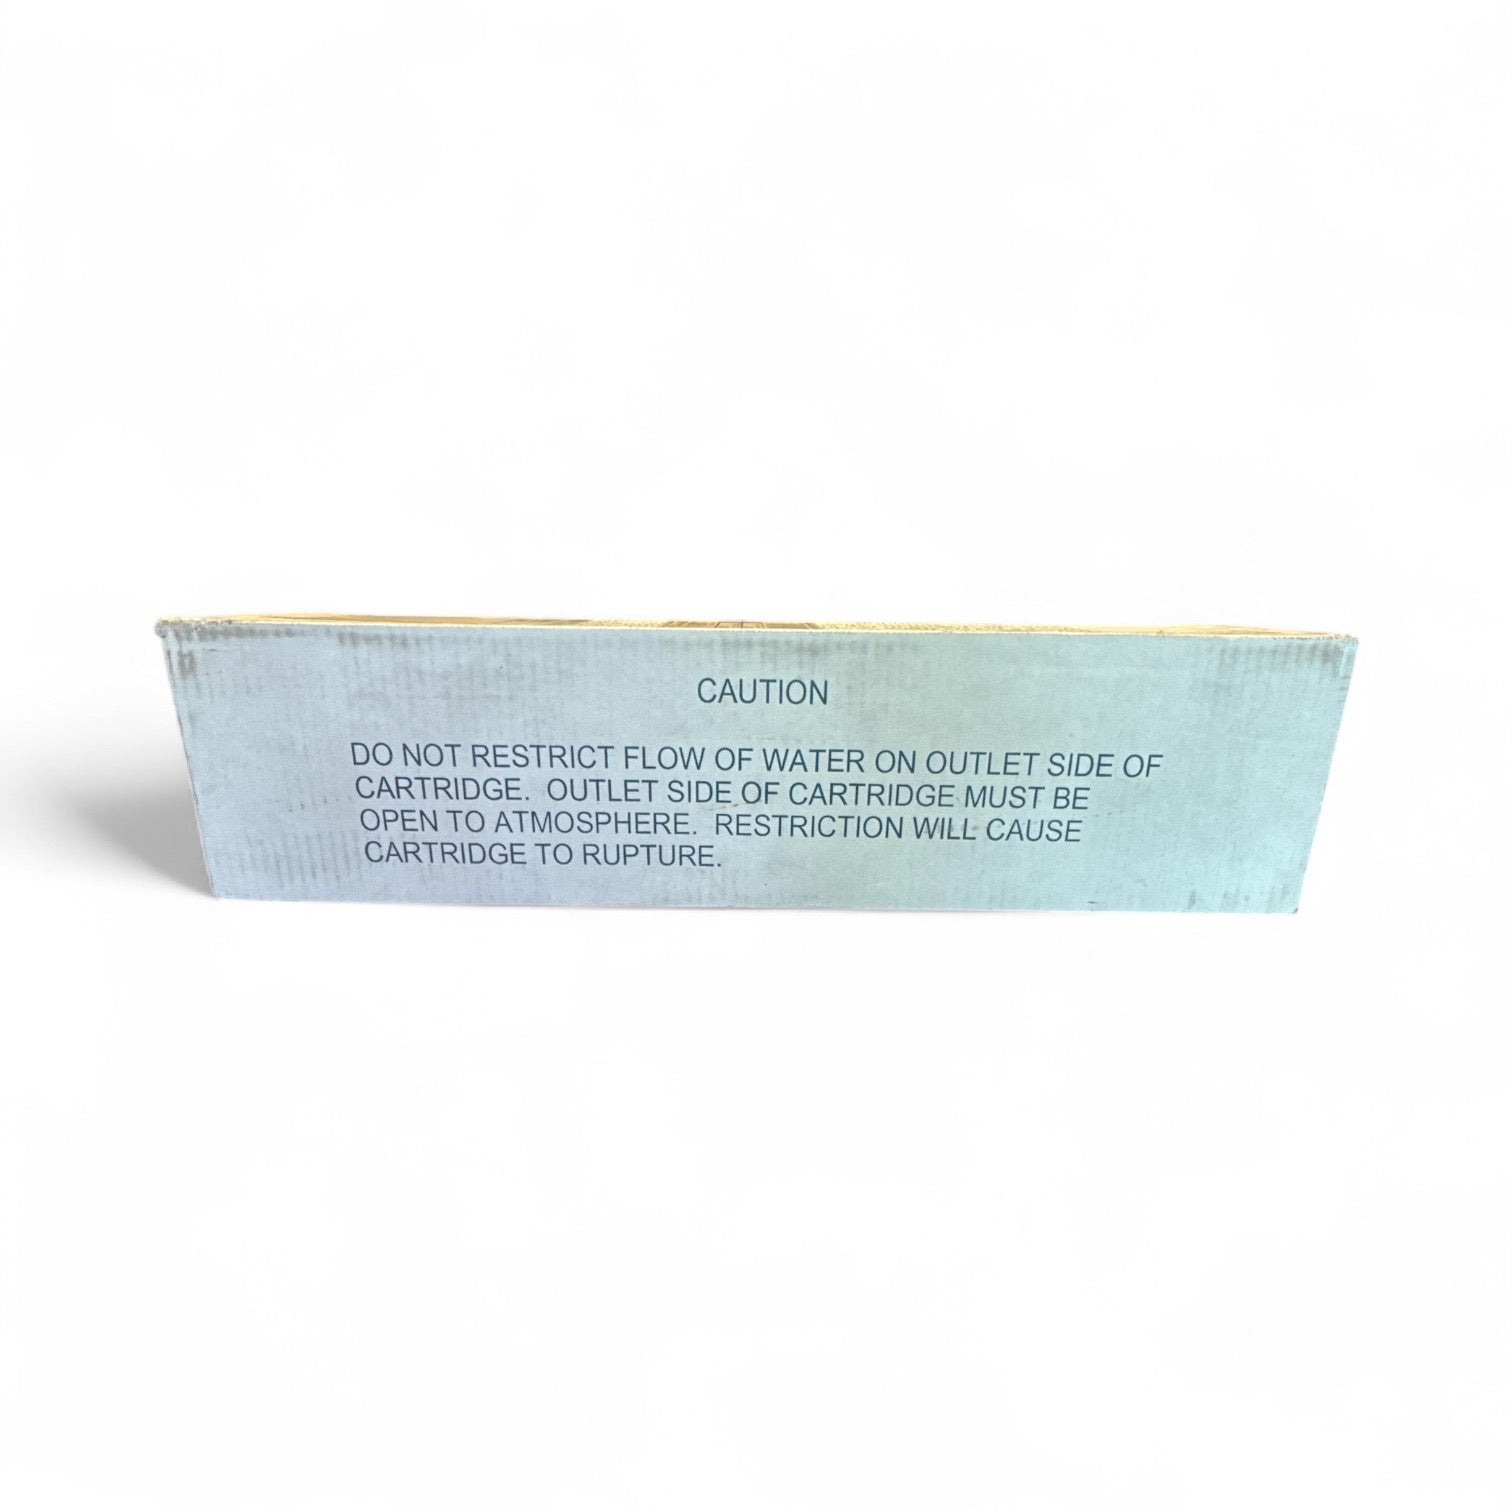 CAUTION
DO NOT RESTRICT FLOW OF WATER ON OUTLET SIDE OF
CARTRIDGE. OUTLET SIDE OF CARTRIDGE MUST BE
OPEN TO ATMOSPHERE. RESTRICTION WILL CAUSE
CARTRIDGE TO RUPTURE.